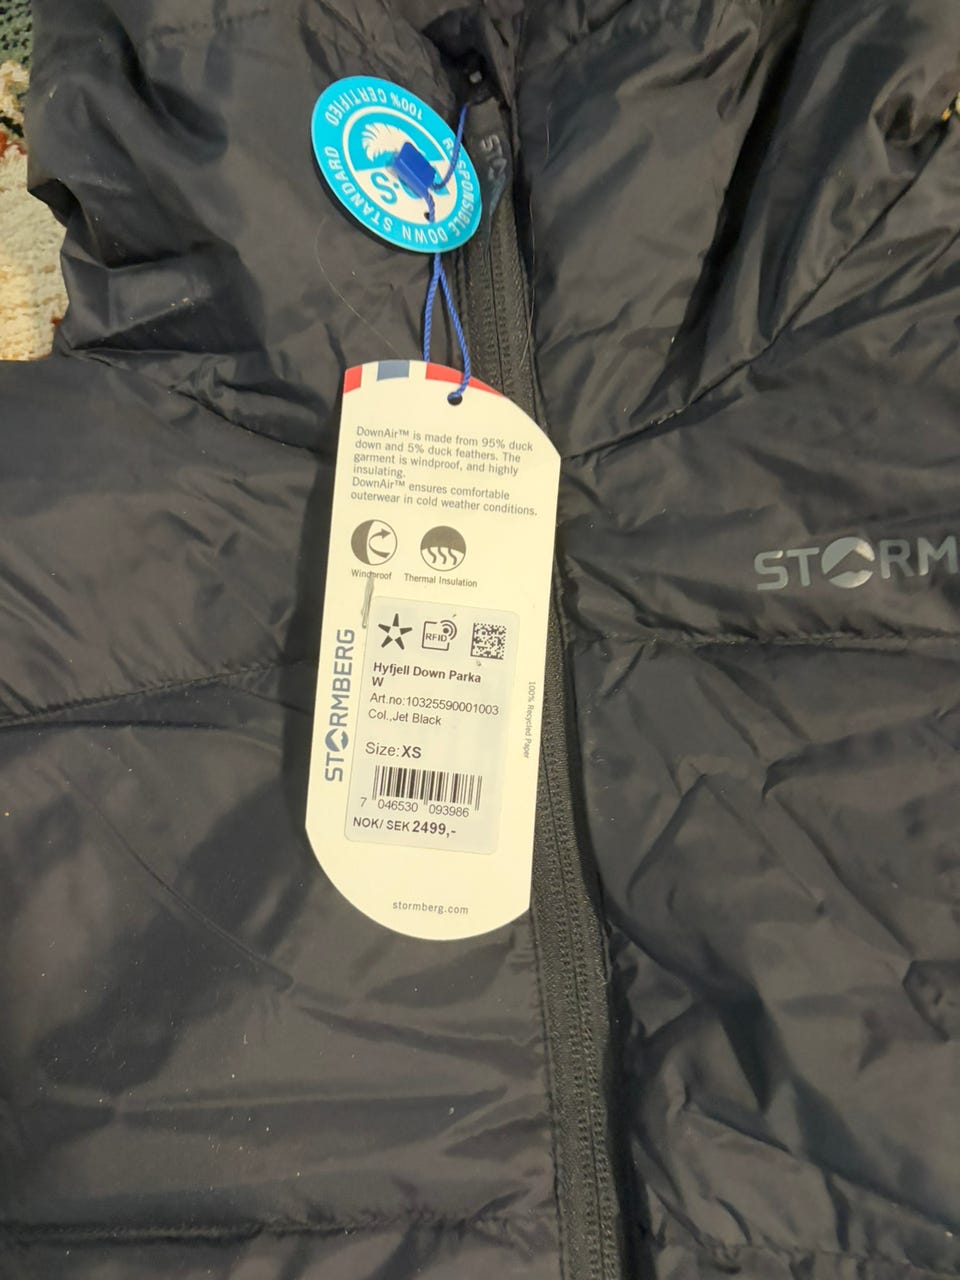 100% CERTIFIED
RESPONSIBLE DOWN STANDARD
DownAir™ is made from 95% duck
down and 5% duck feathers. The
garment is windproof, and highly
insulating.
DownAir™ ensures comfortable
outerwear in cold weather conditions.
Windproof Thermal Insulation
STORMBERG
RFID
Hyfjell Down Parka
W
Art.no:10325590001003
Col.,Jet Black
Size:XS
7 046530 093986
NOK/ SEK 2499,-
100% Recycled Paper
stormberg.com
STORM